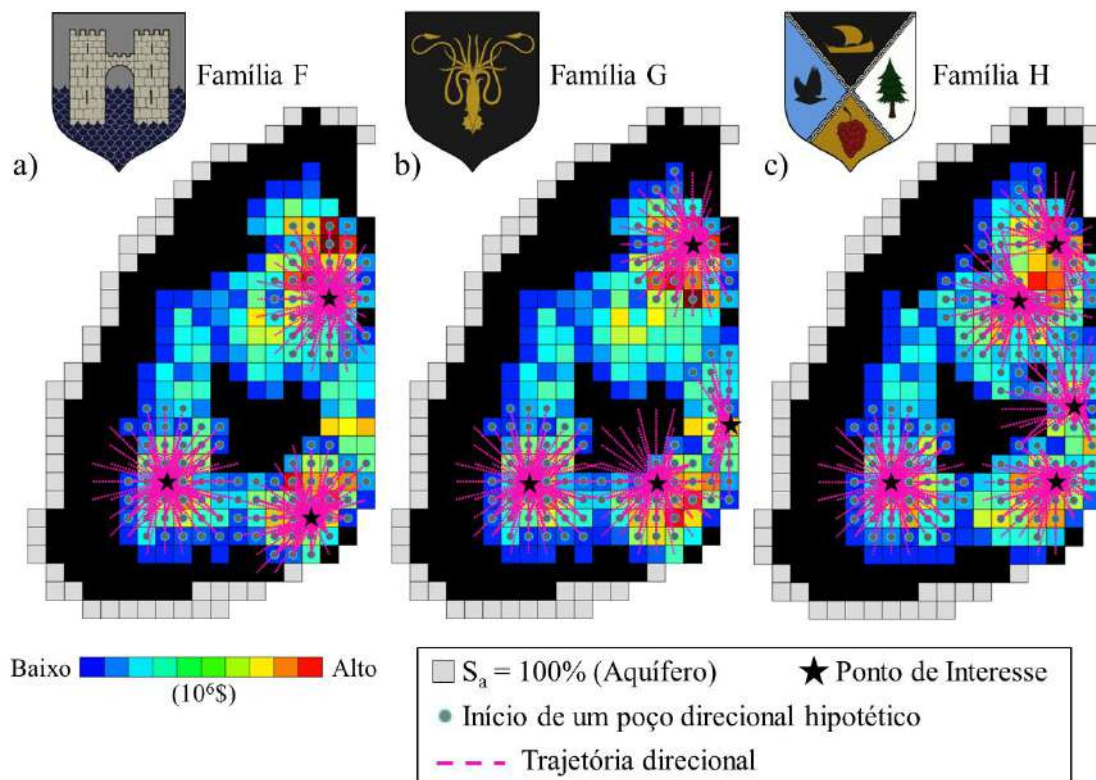 Família F
Família G
Família H
a)
b)
c)
Baixo
Alto
(10⁶$)
Sₐ = 100% (Aquífero)
Ponto de Interesse
Início de um poço direcional hipotético
Trajetória direcional